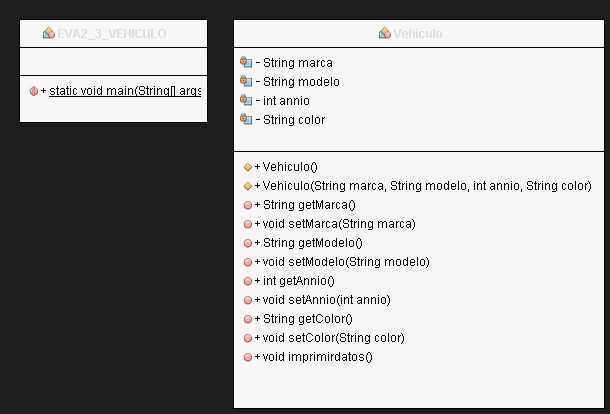 EVA2_3_VEHICULO
+ static void main(String[] args
Vehiculo
- String marca
- String modelo
- int annio
- String color
+ Vehiculo()
+ Vehiculo(String marca, String modelo, int annio, String color)
+ String getMarca()
+ void setMarca(String marca)
+ String getModelo()
+ void setModelo(String modelo)
+ int getAnnio()
+ void setAnnio(int annio)
+ String getColor()
+ void setColor(String color)
+ void imprimirdatos()